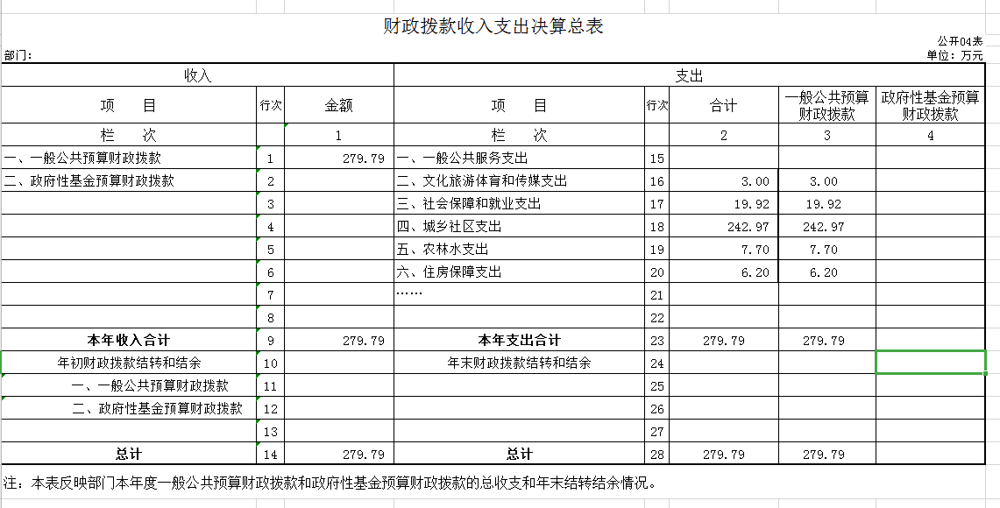 财政拨款收入支出决算总表
公开04表
部门： 单位：万元
收入 支出
项 目 行次 金额 项 目 行次 合计 一般公共预算财政拨款 政府性基金预算财政拨款
栏 次 1 栏 次 2 3 4
一、一般公共预算财政拨款 1 279.79 一、一般公共服务支出 15
二、政府性基金预算财政拨款 2 二、文化旅游体育和传媒支出 16 3.00 3.00
3 三、社会保障和就业支出 17 19.92 19.92
4 四、城乡社区支出 18 242.97 242.97
5 五、农林水支出 19 7.70 7.70
6 六、住房保障支出 20 6.20 6.20
7 …… 21
8 22
本年收入合计 9 279.79 本年支出合计 23 279.79 279.79
年初财政拨款结转和结余 10 年末财政拨款结转和结余 24
一、一般公共预算财政拨款 11 25
二、政府性基金预算财政拨款 12 26
13 27
总计 14 279.79 总计 28 279.79 279.79
注：本表反映部门本年度一般公共预算财政拨款和政府性基金预算财政拨款的总收支和年末结转结余情况。